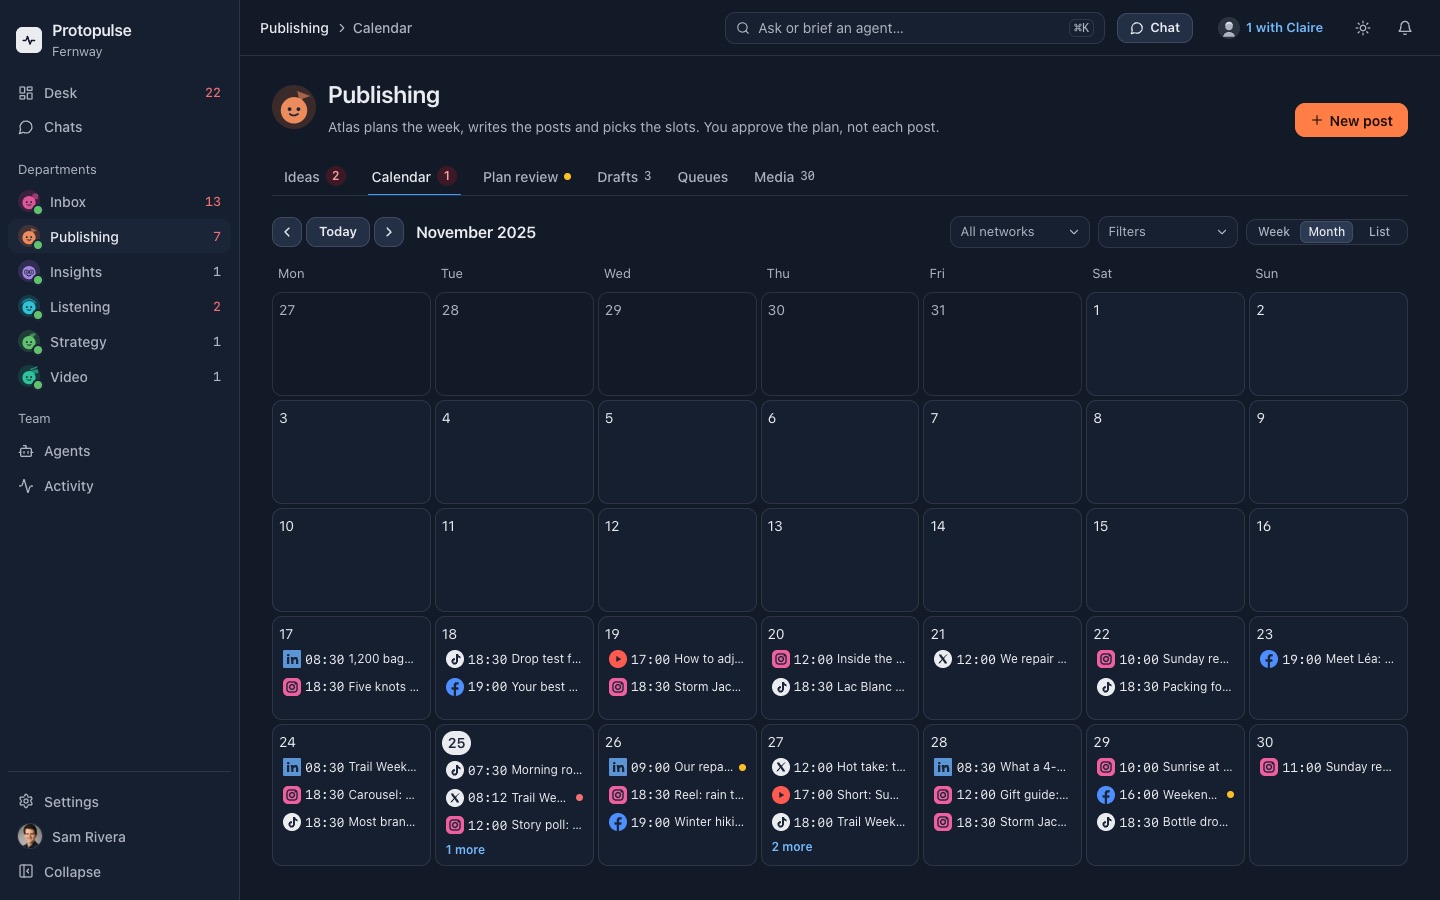 Protopulse
Fernway
Desk 22
Chats
Departments
Inbox 13
Publishing 7
Insights 1
Listening 2
Strategy 1
Video 1
Team
Agents
Activity
Settings
Sam Rivera
Collapse
Publishing > Calendar
Ask or brief an agent… ⌘K
Chat
1 with Claire
Publishing
Atlas plans the week, writes the posts and picks the slots. You approve the plan, not each post.
+ New post
Ideas 2 Calendar 1 Plan review Drafts 3 Queues Media 30
Today November 2025
All networks Filters Week Month List
Mon Tue Wed Thu Fri Sat Sun
27 28 29 30 31 1 2
3 4 5 6 7 8 9
10 11 12 13 14 15 16
17
08:30 1,200 bag…
18:30 Five knots …
18
18:30 Drop test f…
19:00 Your best …
19
17:00 How to adj…
18:30 Storm Jac…
20
12:00 Inside the …
18:30 Lac Blanc …
21
12:00 We repair …
22
10:00 Sunday re…
18:30 Packing fo…
23
19:00 Meet Léa: …
24
08:30 Trail Week…
18:30 Carousel: …
18:30 Most bran…
25
07:30 Morning ro…
08:12 Trail We…
12:00 Story poll: …
1 more
26
09:00 Our repa…
18:30 Reel: rain t…
19:00 Winter hiki…
27
12:00 Hot take: t…
17:00 Short: Su…
18:00 Trail Week…
2 more
28
08:30 What a 4-…
12:00 Gift guide:…
18:30 Storm Jac…
29
10:00 Sunrise at …
16:00 Weeken…
18:30 Bottle dro…
30
11:00 Sunday re…